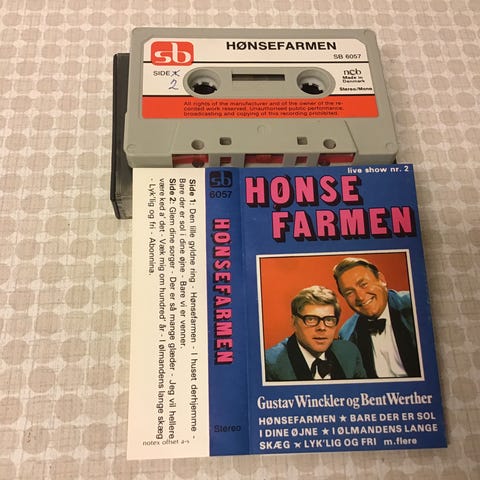 sb
HØNSEFARMEN
SB 6057
SIDE
2
ncb
Made in
Denmark
Stereo/Mono
All rights of the manufacturer and of the owner of the re-
corded work reserved. Unauthorised public performance,
broadcasting and copying of this recording prohibited.
live show nr. 2
HØNSE
FARMEN
Gustav Winckler og Bent Werther
HØNSEFARMEN ★ BARE DER ER SOL
I DINE ØJNE ★ I ØLMANDENS LANGE
SKÆG ★ LYK'LIG OG FRI m.flere
sb
6057
HØNSEFARMEN
Stereo
Side 1: Den lille gyldne ring - Hønsefarmen - I huset derhjemme -
Bare der er sol i dine øjne - Bare vi er venner.
Side 2: Glem dine sorger - Der er så mange glæder - Jeg vil hellere
være ked a' det - Væk mig om hundred' år - I ølmandens lange skæg
- Lyk'lig og fri - Abonnina.
notex offset a-s